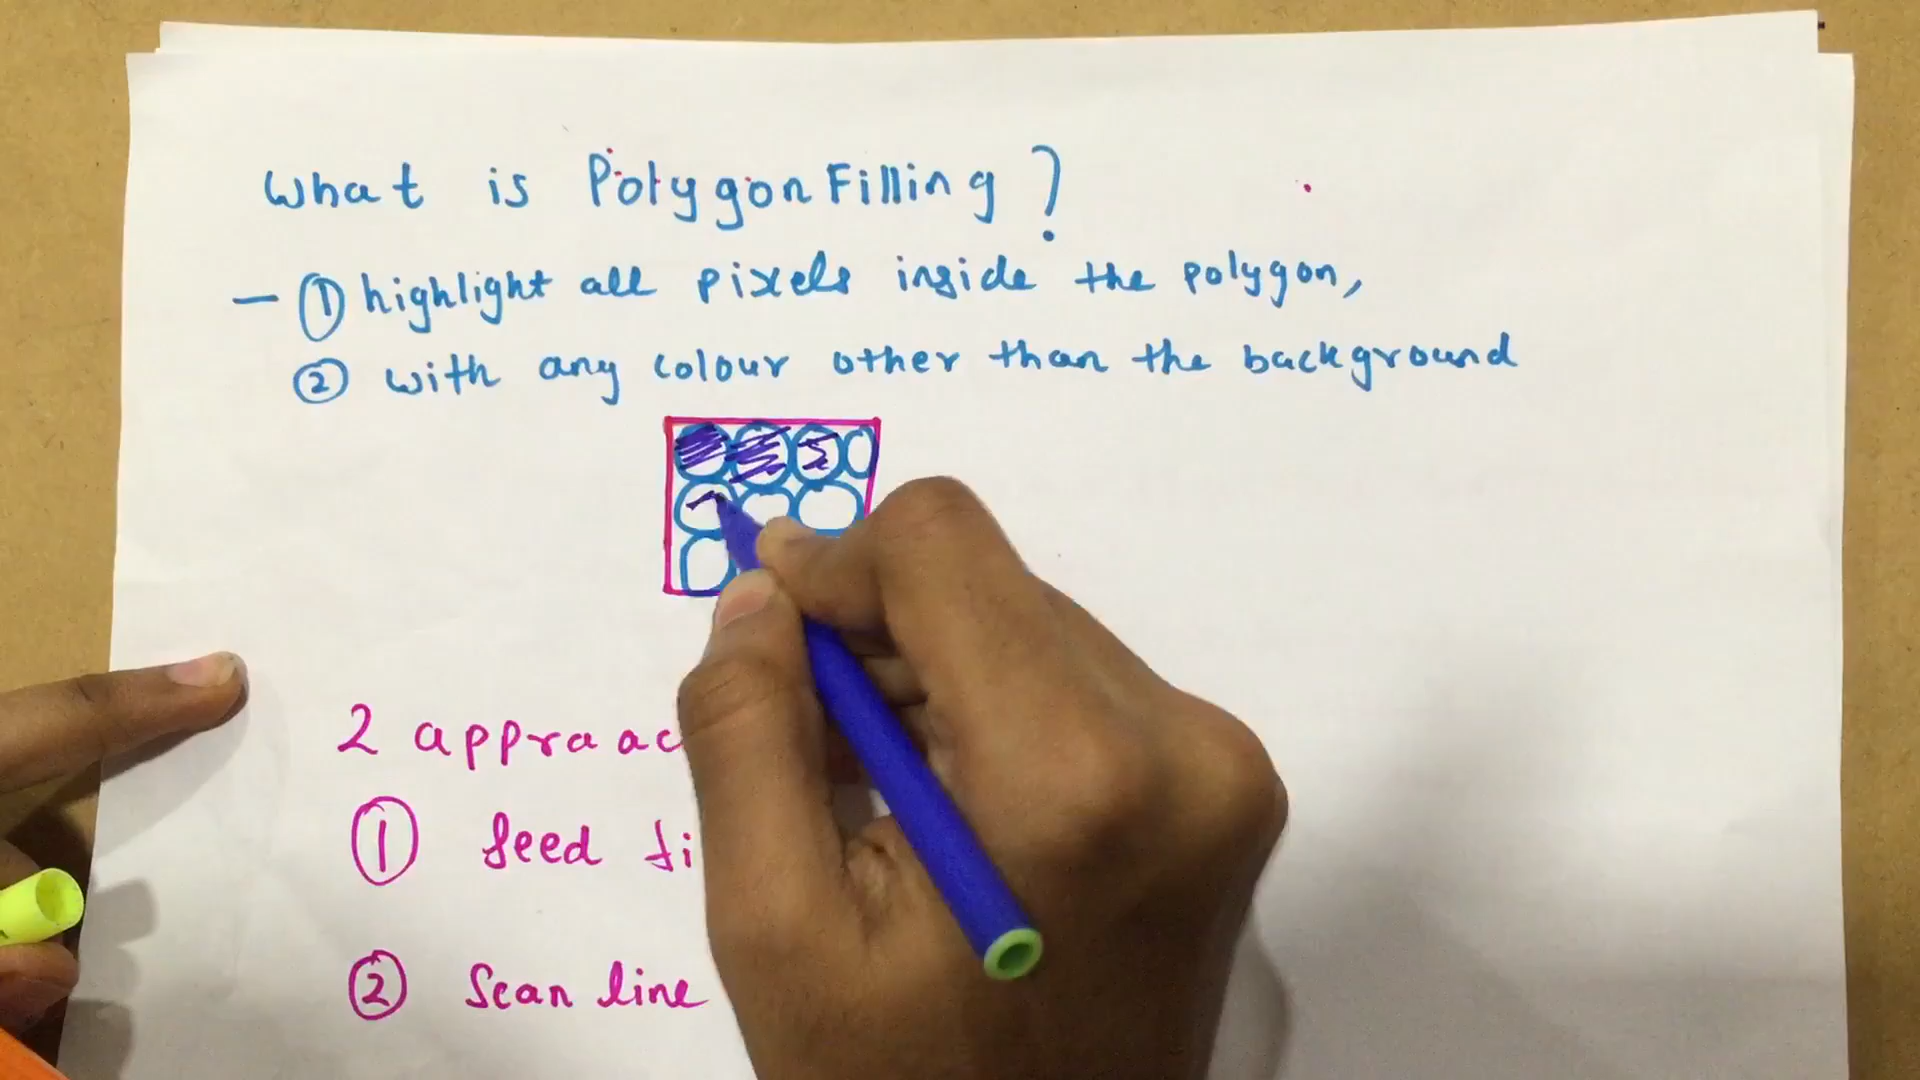 What is Polygon Filling?
– ① highlight all pixels inside the polygon,
② with any colour other than the background
2 appraac
① Seed fi
② Scan line